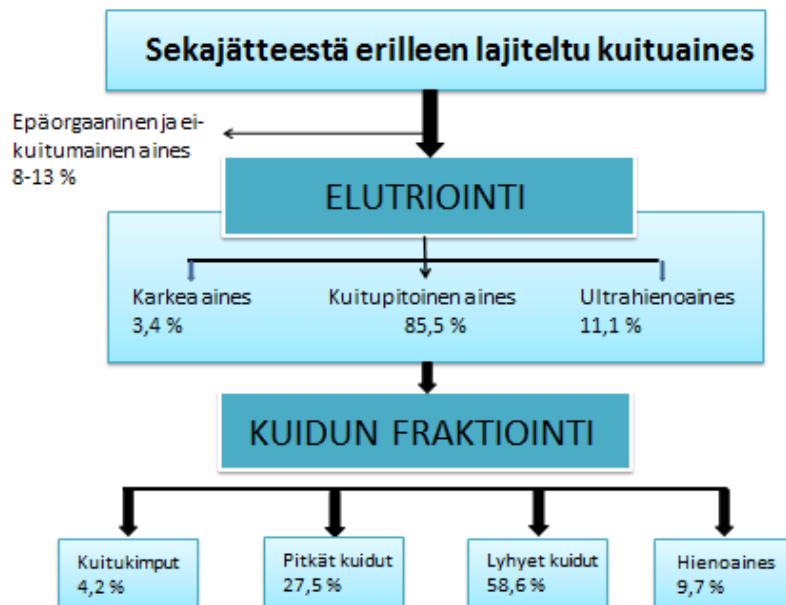 Sekajätteestä erilleen lajiteltu kuituaines
Epäorgaaninen ja ei-
kuitumainen aines
8-13 %
ELUTRIOINTI
Karkea aines
3,4 %
Kuitupitoinen aines
85,5 %
Ultrahienoaines
11,1 %
KUIDUN FRAKTIOINTI
Kuitukimput
4,2 %
Pitkät kuidut
27,5 %
Lyhyet kuidut
58,6 %
Hienoaines
9,7 %